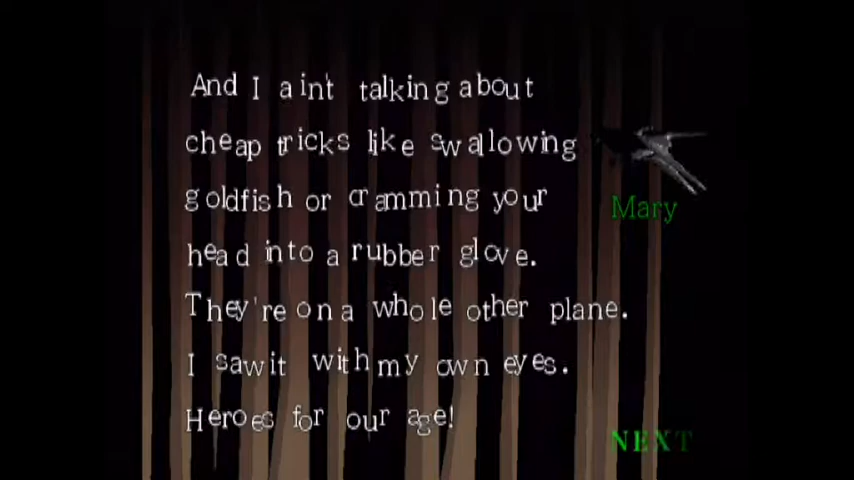 And I ain't talking about
cheap tricks like swallowing
goldfish or cramming your
head into a rubber glove.
They're on a whole other plane.
I saw it with my own eyes.
Heroes for our age!
Mary
NEXT